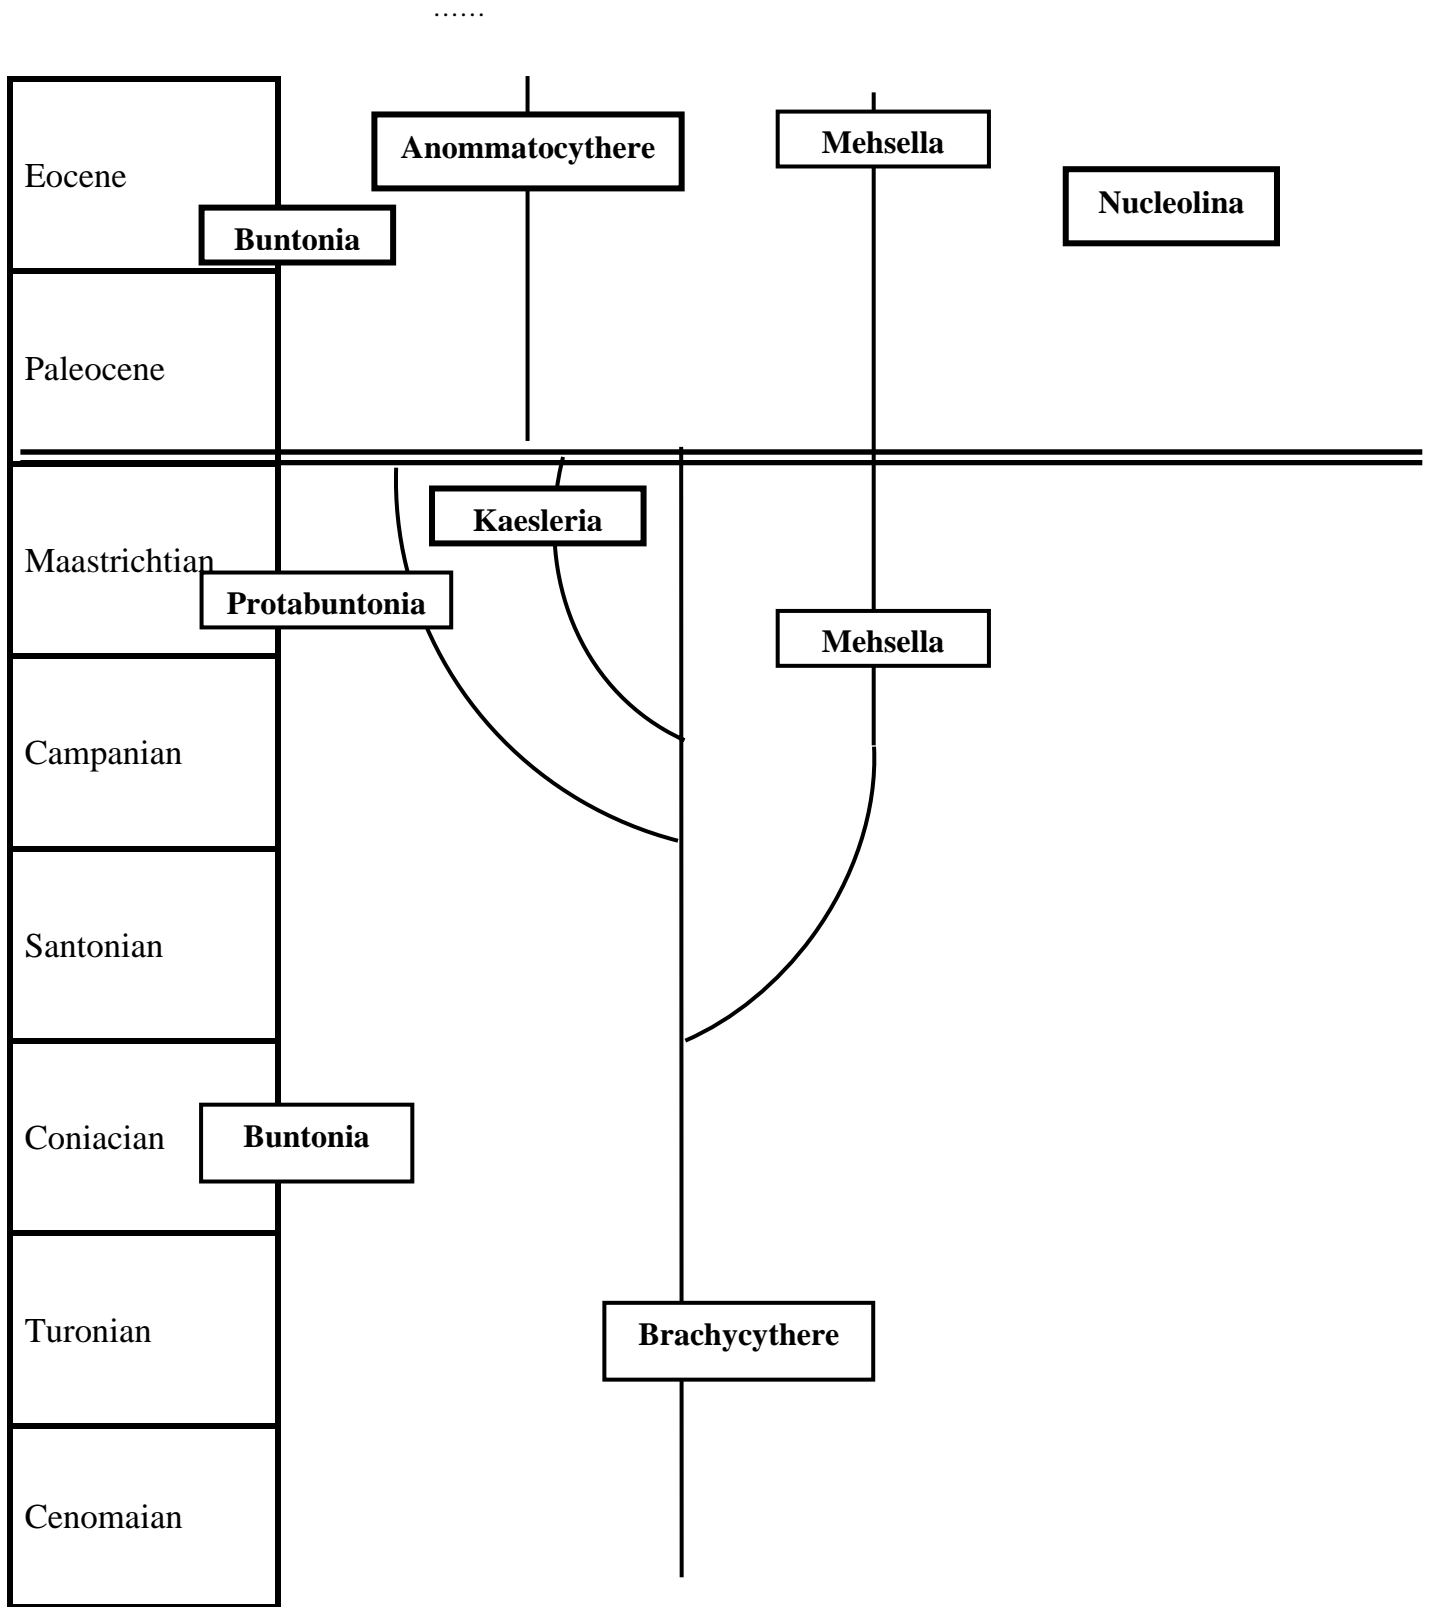 ......
Anommatocythere
Mehsella
Eocene
Nucleolina
Buntonia
Paleocene
Kaesleria
Maastrichtian
Protabuntonia
Mehsella
Campanian
Santonian
Coniacian
Buntonia
Turonian
Brachycythere
Cenomaian